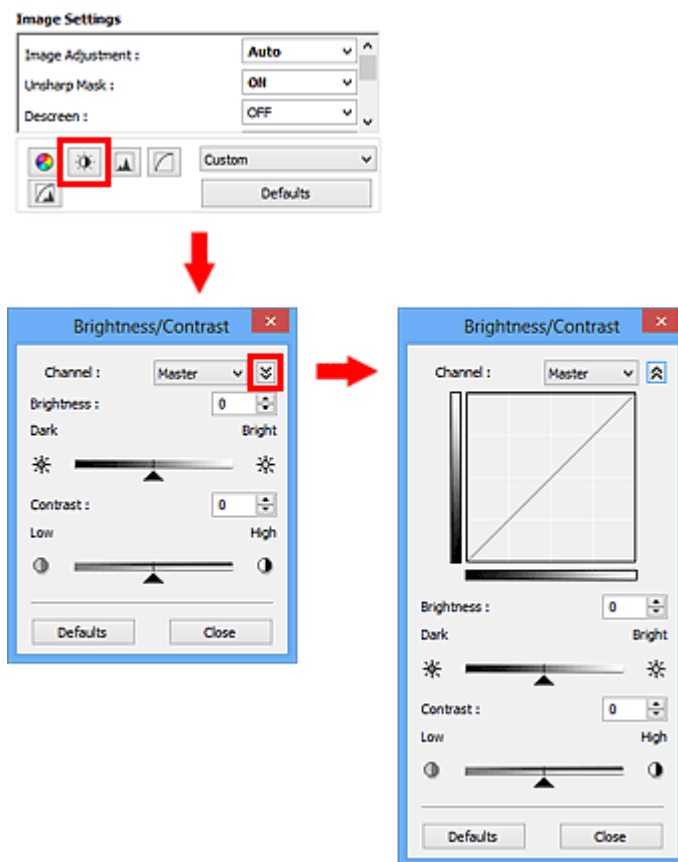 Image Settings
Image Adjustment : Auto
Unsharp Mask : ON
Descreen : OFF
Custom
Defaults
Brightness/Contrast
Channel : Master
Brightness : 0
Dark Bright
Contrast : 0
Low High
Defaults Close
Brightness/Contrast
Channel : Master
Brightness : 0
Dark Bright
Contrast : 0
Low High
Defaults Close